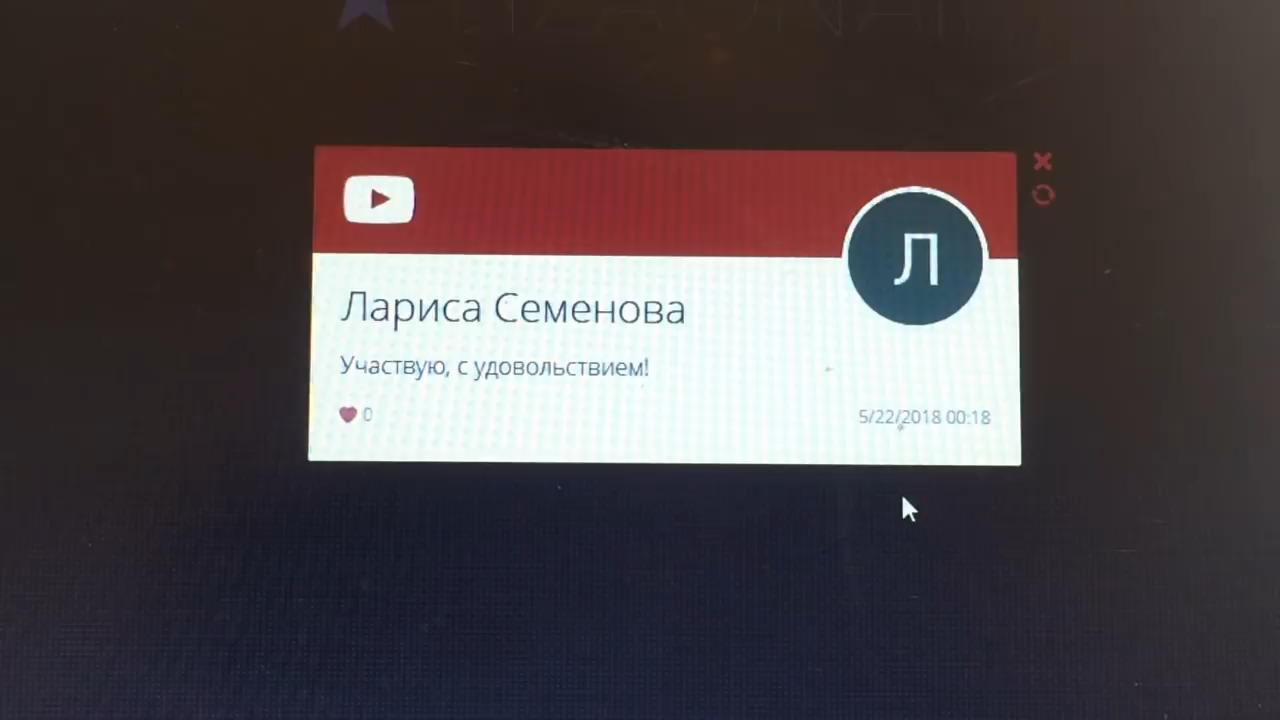 Л
Лариса Семенова
Участвую, с удовольствием!
0
5/22/2018 00:18